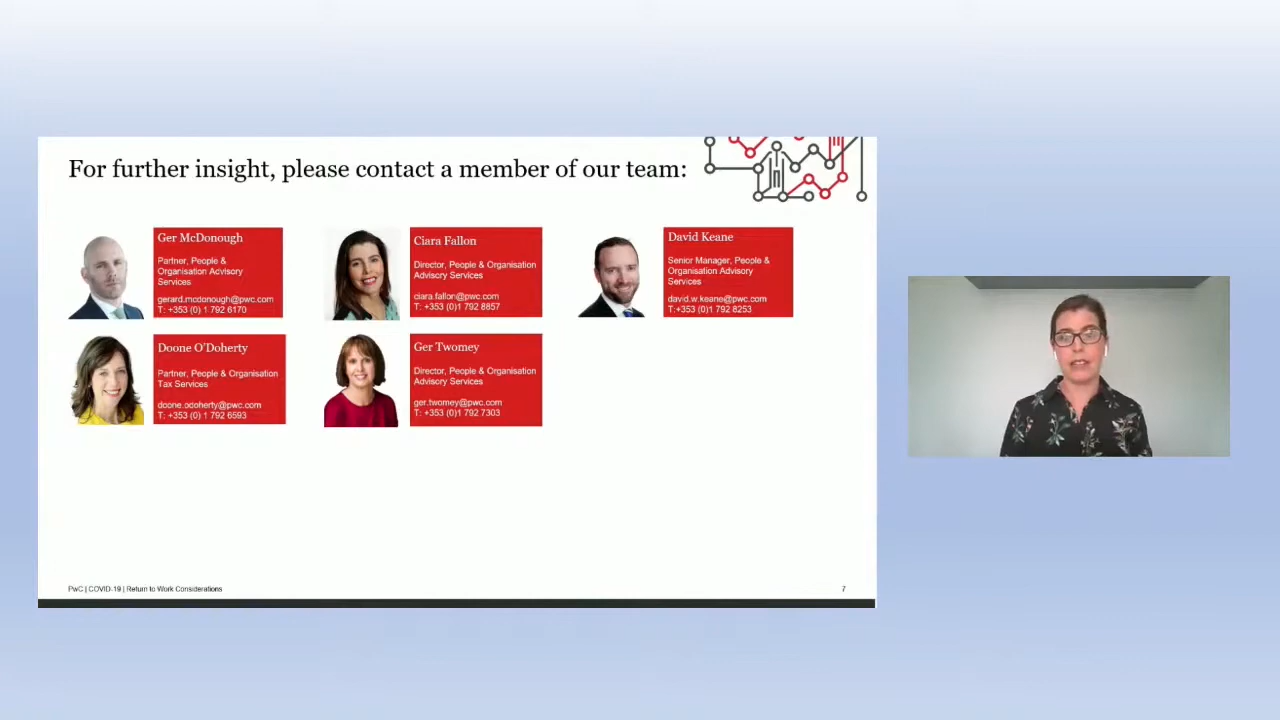 For further insight, please contact a member of our team:
Ger McDonough
Partner, People &
Organisation Advisory
Services
gerard.mcdonough@pwc.com
T: +353 (0) 1 792 6170
Ciara Fallon
Director, People & Organisation
Advisory Services
ciara.fallon@pwc.com
T: +353 (0)1 792 8857
David Keane
Senior Manager, People &
Organisation Advisory
Services
david.w.keane@pwc.com
T:+353 (0)1 792 8253
Doone O'Doherty
Partner, People & Organisation
Tax Services
doone.odoherty@pwc.com
T: +353 (0) 1 792 6593
Ger Twomey
Director, People & Organisation
Advisory Services
ger.twomey@pwc.com
T: +353 (0)1 792 7303
PwC | COVID-19 | Return to Work Considerations
7